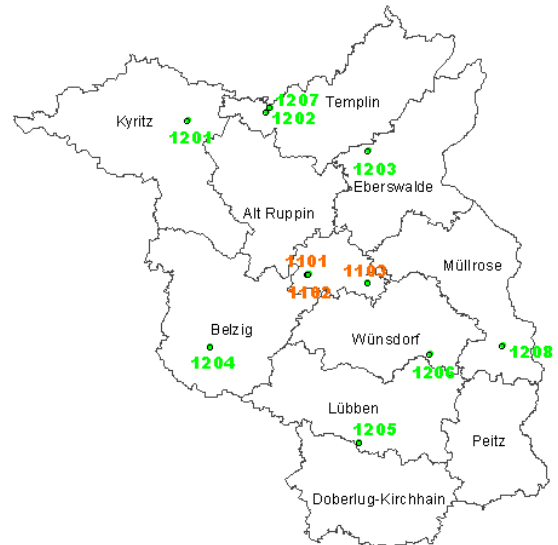 1207
Templin
Kyritz
1202
1201
1203
Eberswalde
Alt Ruppin
1101
1103
Müllrose
1102
Belzig
Wünsdorf
1208
1204
1206
Lübben
1205
Peitz
Doberlug-Kirchhain